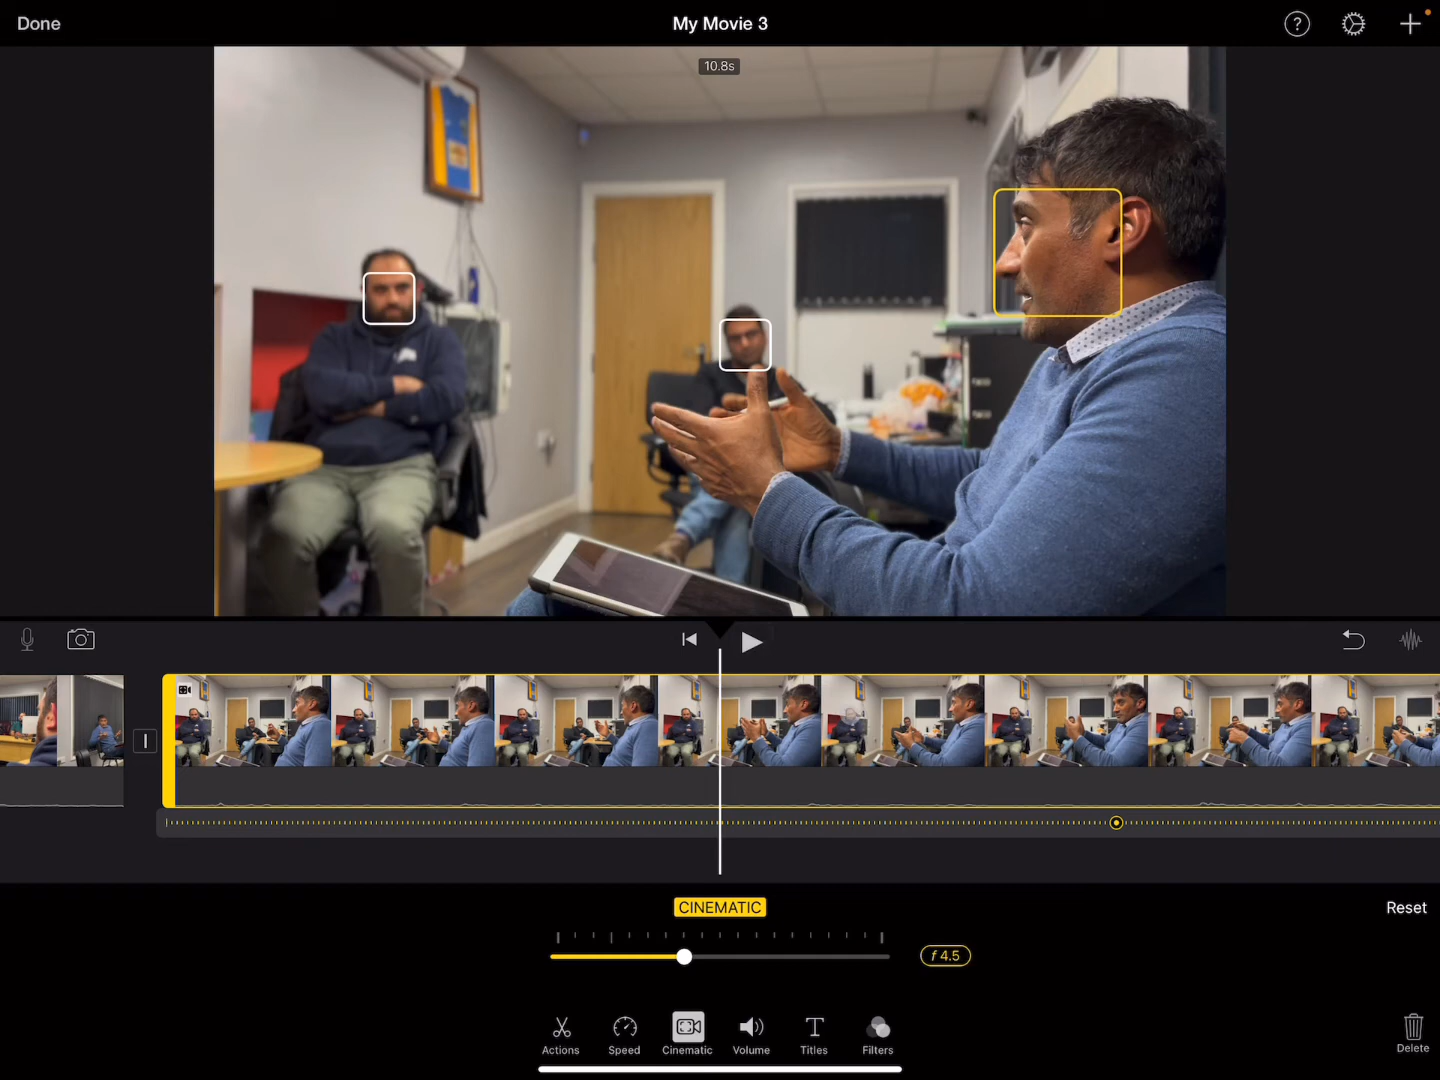 Done
My Movie 3
?
10.8s
CINEMATIC
Reset
f 4.5
Actions
Speed
Cinematic
Volume
Titles
Filters
Delete